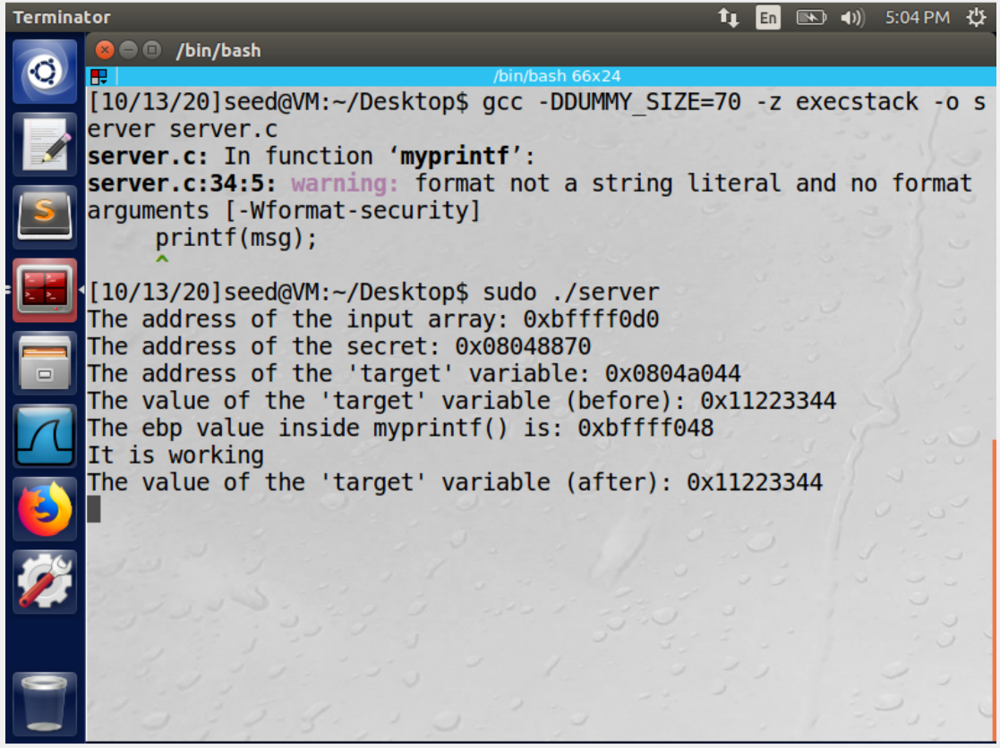 Terminator
En
5:04 PM
/bin/bash
/bin/bash 66x24
[10/13/20]seed@VM:~/Desktop$ gcc -DDUMMY_SIZE=70 -z execstack -o s
erver server.c
server.c: In function ‘myprintf’:
server.c:34:5: warning: format not a string literal and no format
arguments [-Wformat-security]
     printf(msg);
     ^
[10/13/20]seed@VM:~/Desktop$ sudo ./server
The address of the input array: 0xbffff0d0
The address of the secret: 0x08048870
The address of the 'target' variable: 0x0804a044
The value of the 'target' variable (before): 0x11223344
The ebp value inside myprintf() is: 0xbffff048
It is working
The value of the 'target' variable (after): 0x11223344
S